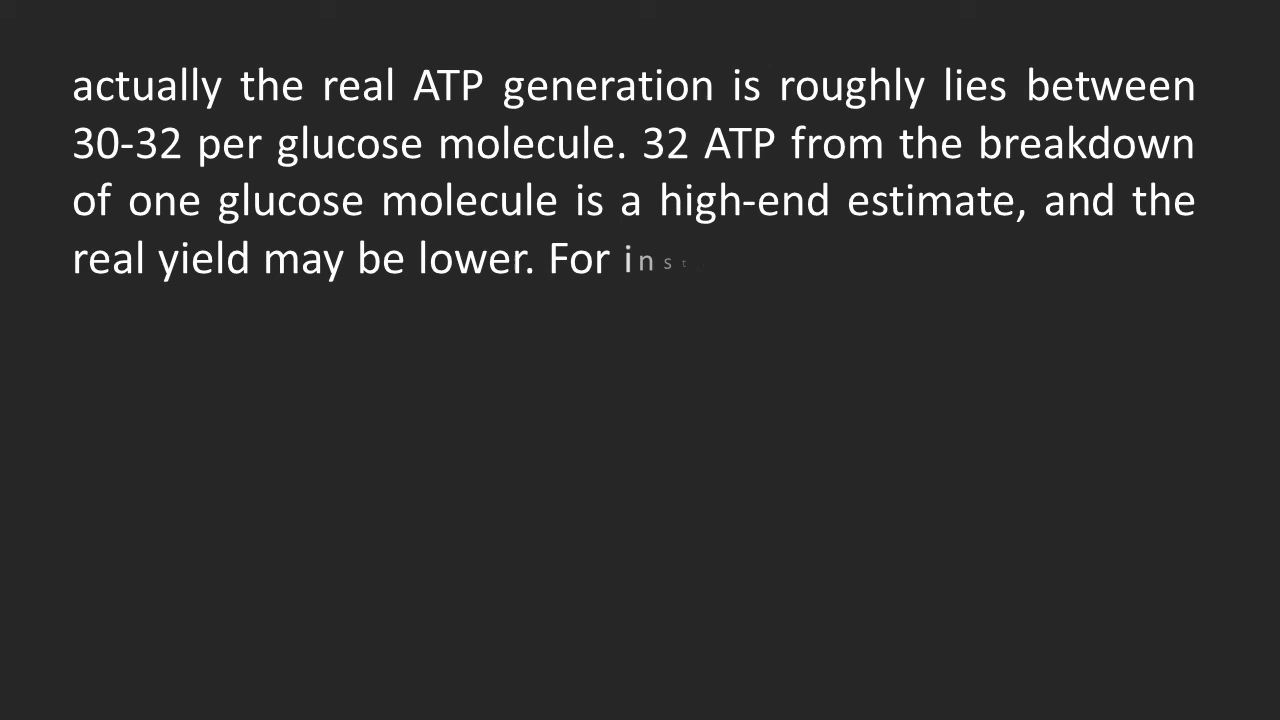 actually the real ATP generation is roughly lies between
30-32 per glucose molecule. 32 ATP from the breakdown
of one glucose molecule is a high-end estimate, and the
real yield may be lower. For inst